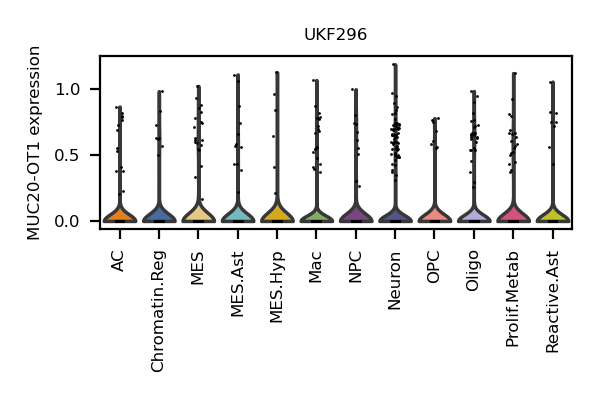 UKF296
MUC20-OT1 expression
1.0
0.5
0.0
AC
Chromatin.Reg
MES
MES.Ast
MES.Hyp
Mac
NPC
Neuron
OPC
Oligo
Prolif.Metab
Reactive.Ast